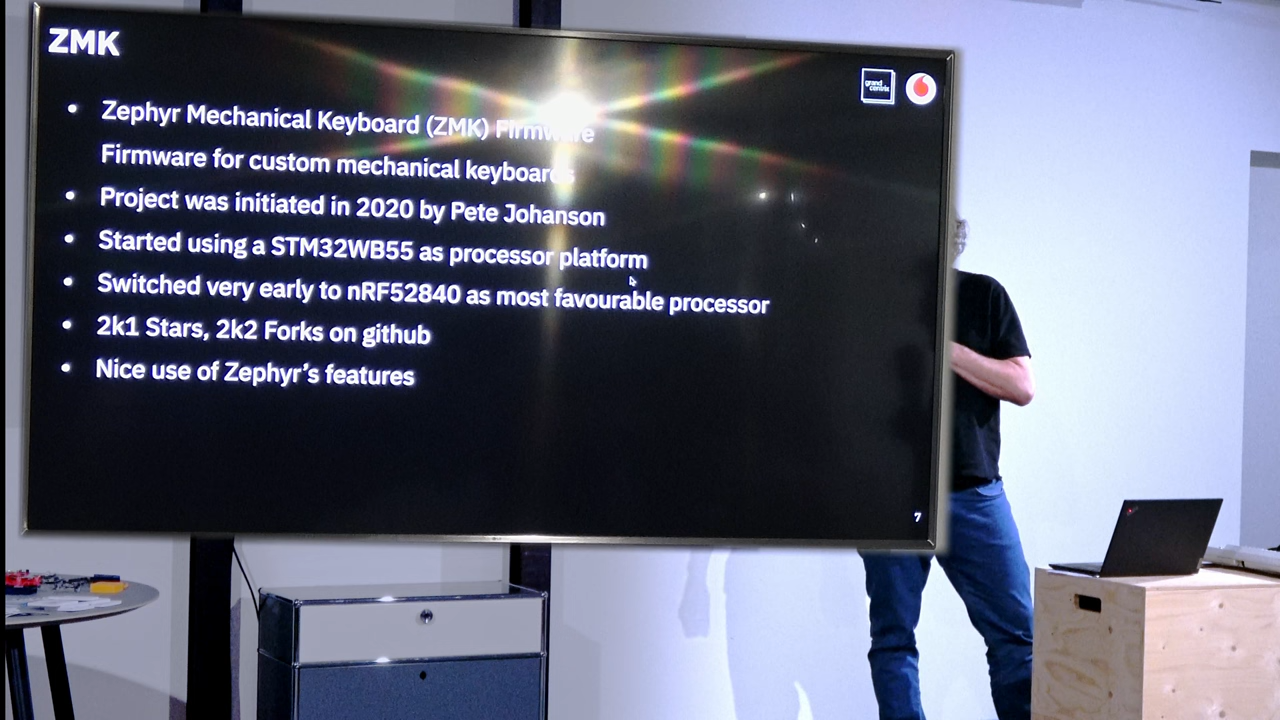 ZMK
grand
centrix
Zephyr Mechanical Keyboard (ZMK) Firmware
Firmware for custom mechanical keyboards
Project was initiated in 2020 by Pete Johanson
Started using a STM32WB55 as processor platform
Switched very early to nRF52840 as most favourable processor
2k1 Stars, 2k2 Forks on github
Nice use of Zephyr’s features
7